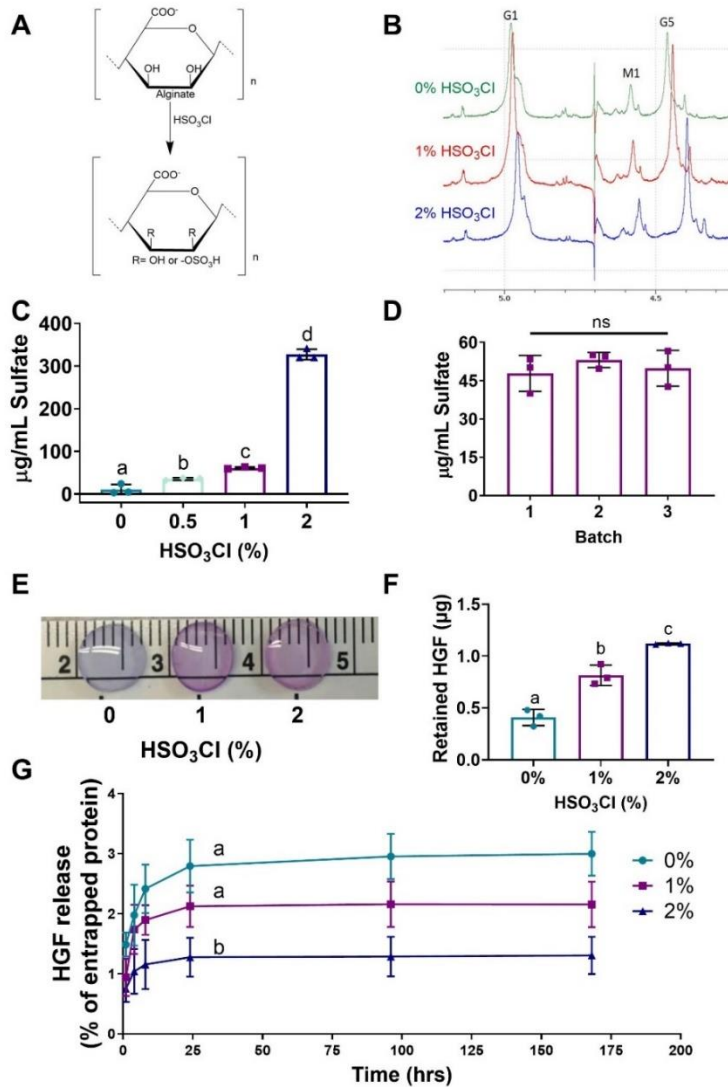 A
COO⁻
O
OH
OH
n
Alginate
HSO₃Cl
COO⁻
O
R
R
n
R= OH or -OSO₃H
B
G1
G5
M1
0% HSO₃Cl
1% HSO₃Cl
2% HSO₃Cl
5.0
4.5
C
µg/mL Sulfate
400
300
200
100
0
a
b
c
d
0
0.5
1
2
HSO₃Cl (%)
D
µg/mL Sulfate
60
45
30
15
0
ns
1
2
3
Batch
E
2
3
4
5
0
1
2
HSO₃Cl (%)
F
Retained HGF (µg)
1.5
1.0
0.5
0.0
a
b
c
0%
1%
2%
HSO₃Cl (%)
G
HGF release
(% of entrapped protein)
4
3
2
1
0
a
a
b
0%
1%
2%
0
25
50
75
100
125
150
175
200
Time (hrs)